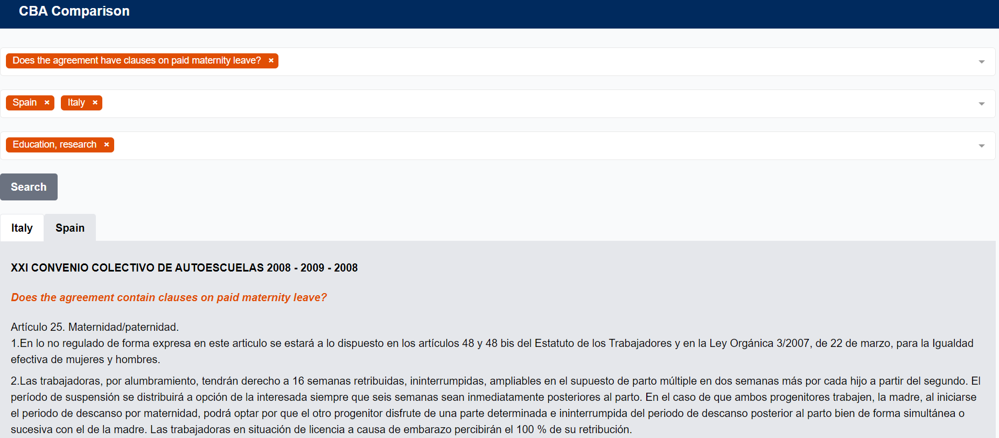 CBA Comparison
Does the agreement have clauses on paid maternity leave? ×
Spain × Italy ×
Education, research ×
Search
Italy Spain
XXI CONVENIO COLECTIVO DE AUTOESCUELAS 2008 - 2009 - 2008
Does the agreement contain clauses on paid maternity leave?
Artículo 25. Maternidad/paternidad.
1.En lo no regulado de forma expresa en este articulo se estará a lo dispuesto en los artículos 48 y 48 bis del Estatuto de los Trabajadores y en la Ley Orgánica 3/2007, de 22 de marzo, para la Igualdad
efectiva de mujeres y hombres.
2.Las trabajadoras, por alumbramiento, tendrán derecho a 16 semanas retribuidas, ininterrumpidas, ampliables en el supuesto de parto múltiple en dos semanas más por cada hijo a partir del segundo. El
período de suspensión se distribuirá a opción de la interesada siempre que seis semanas sean inmediatamente posteriores al parto. En el caso de que ambos progenitores trabajen, la madre, al iniciarse
el periodo de descanso por maternidad, podrá optar por que el otro progenitor disfrute de una parte determinada e ininterrumpida del periodo de descanso posterior al parto bien de forma simultánea o
sucesiva con el de la madre. Las trabajadoras en situación de licencia a causa de embarazo percibirán el 100 % de su retribución.